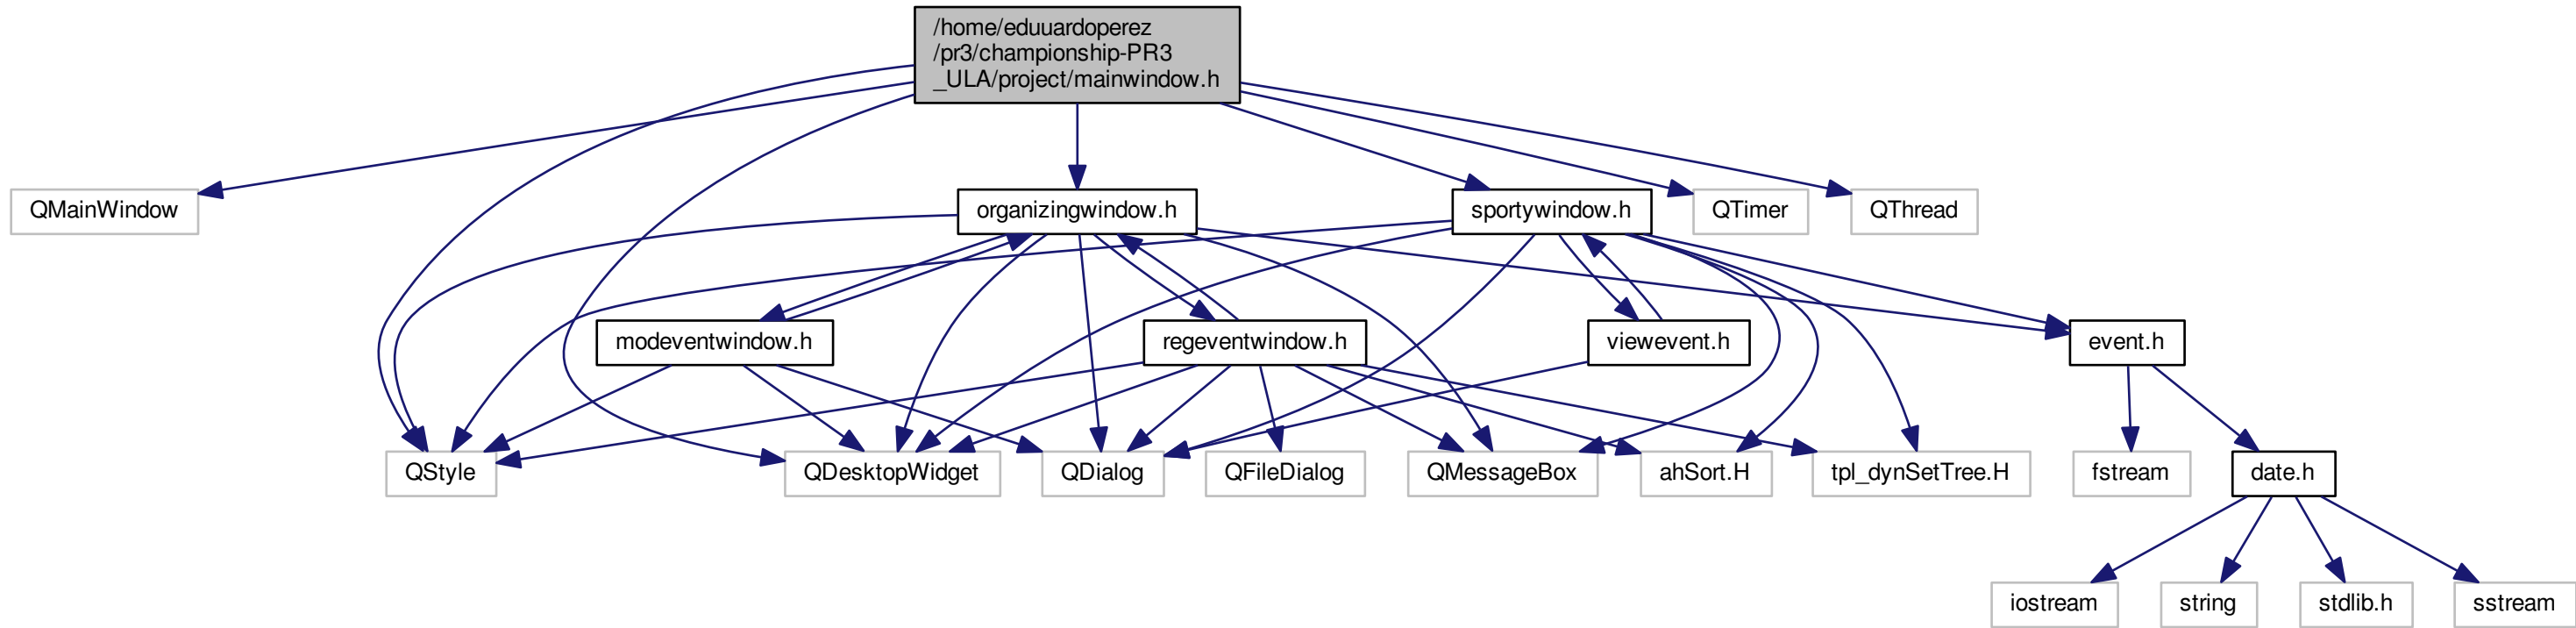 /home/eduuardoperez
/pr3/championship-PR3
_ULA/project/mainwindow.h
QMainWindow
organizingwindow.h
sportywindow.h
QTimer
QThread
modeventwindow.h
regeventwindow.h
viewevent.h
event.h
QStyle
QDesktopWidget
QDialog
QFileDialog
QMessageBox
ahSort.H
tpl_dynSetTree.H
fstream
date.h
iostream
string
stdlib.h
sstream